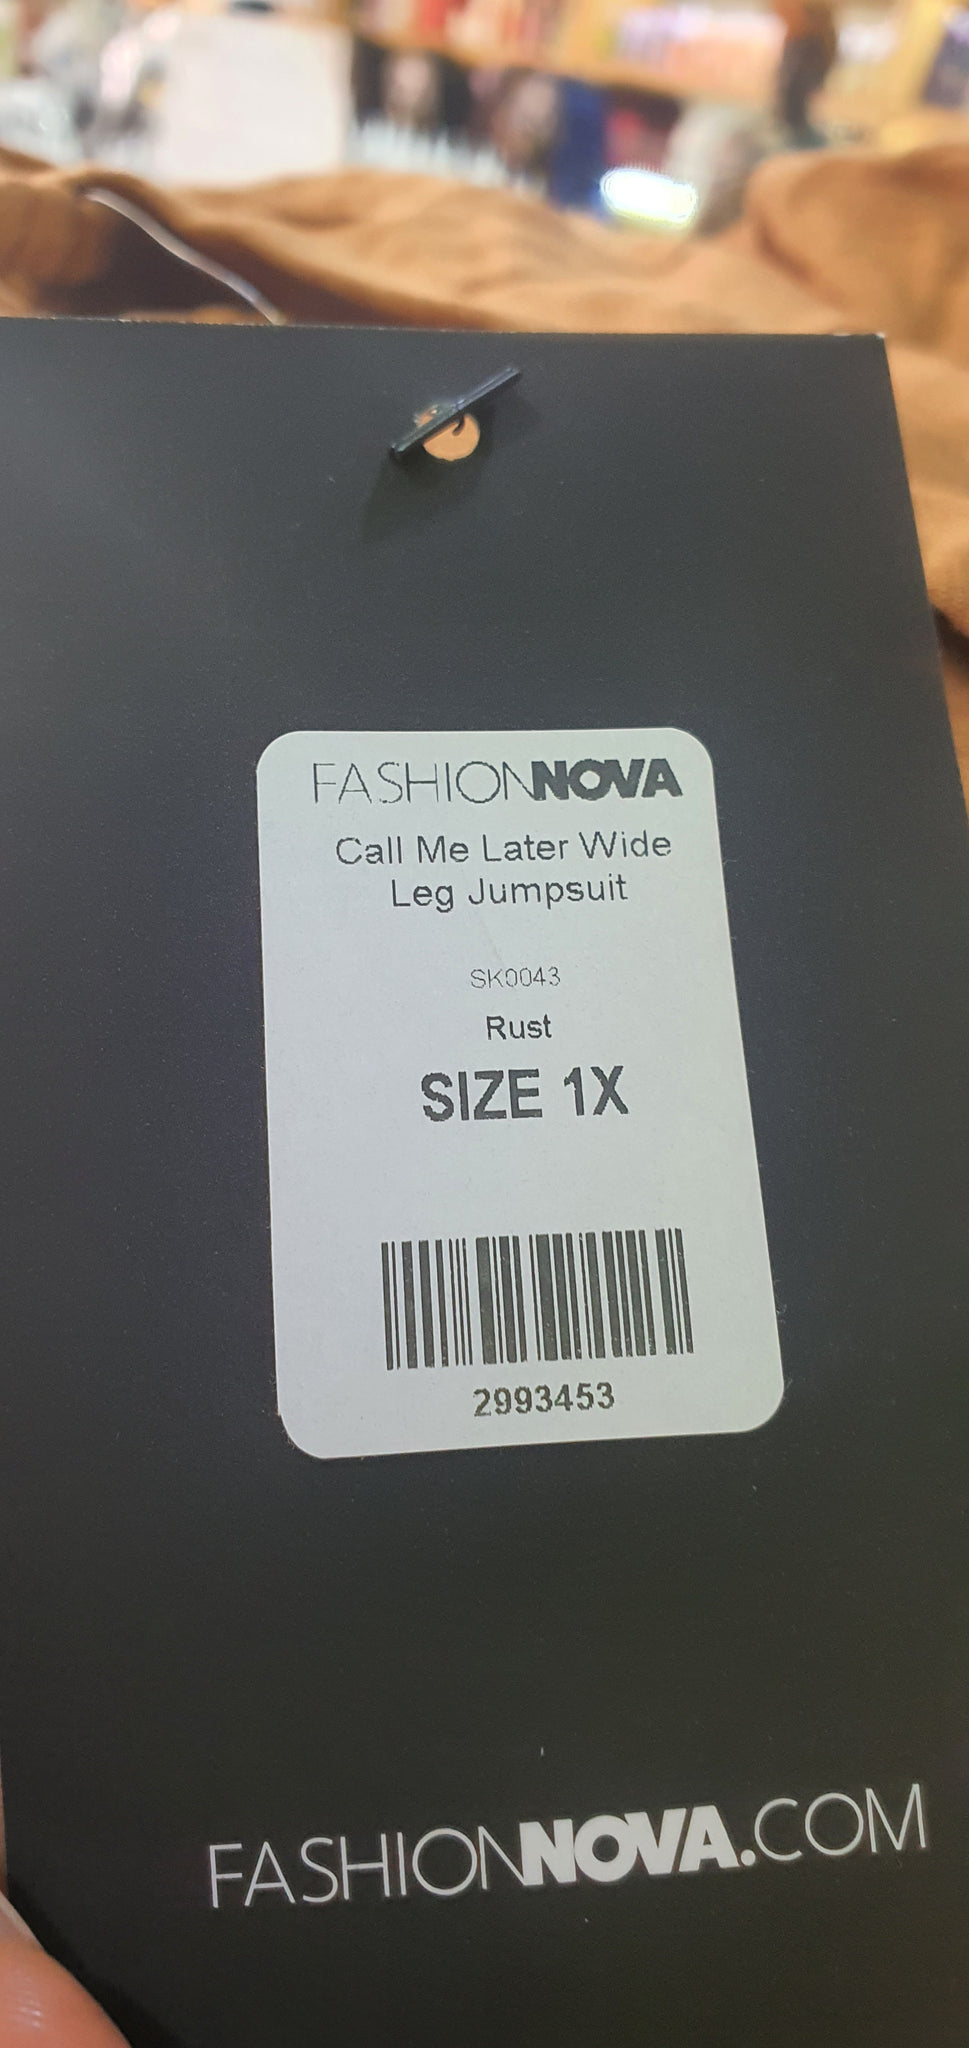 FASHIONNOVA
Call Me Later Wide
Leg Jumpsuit
SK0043
Rust
SIZE 1X
2993453
FASHIONNOVA.COM